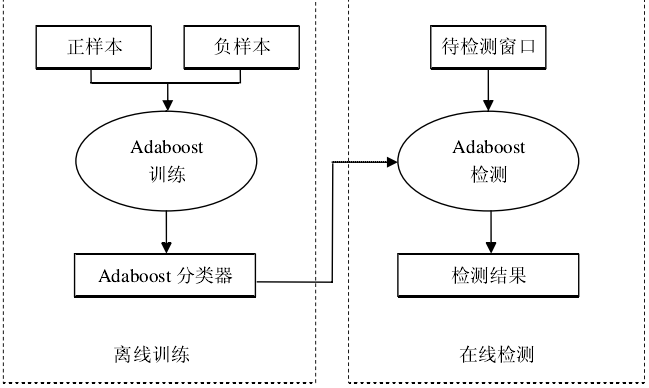 正样本
负样本
Adaboost
训练
Adaboost 分类器
离线训练
待检测窗口
Adaboost
检测
检测结果
在线检测